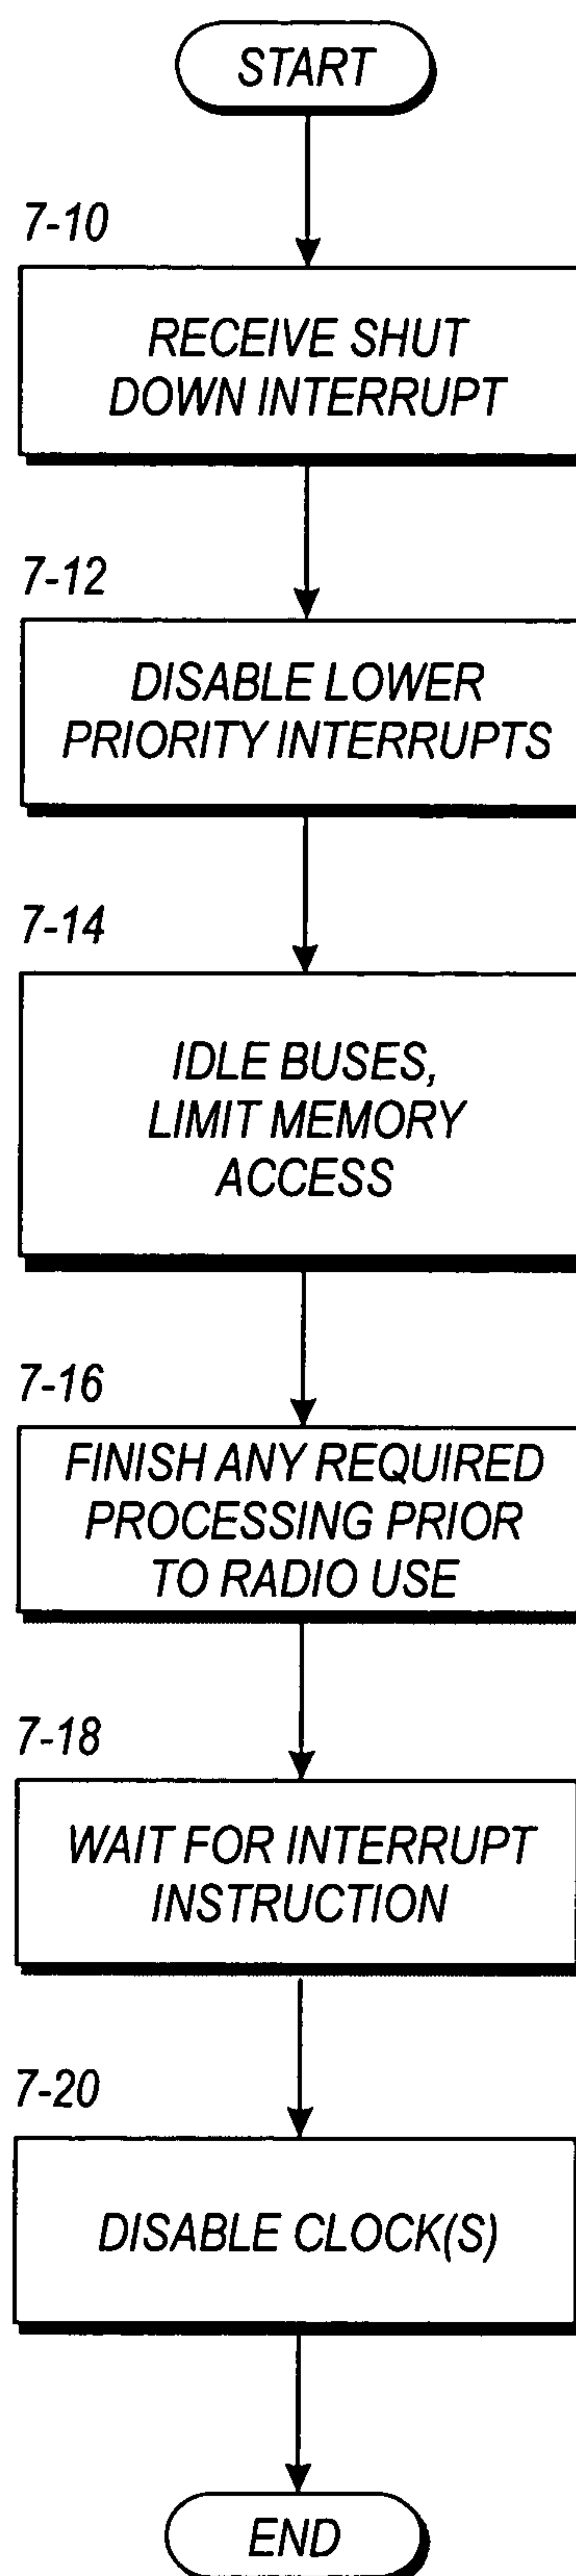 START
7-10
RECEIVE SHUT
DOWN INTERRUPT
7-12
DISABLE LOWER
PRIORITY INTERRUPTS
7-14
IDLE BUSES,
LIMIT MEMORY
ACCESS
7-16
FINISH ANY REQUIRED
PROCESSING PRIOR
TO RADIO USE
7-18
WAIT FOR INTERRUPT
INSTRUCTION
7-20
DISABLE CLOCK(S)
END